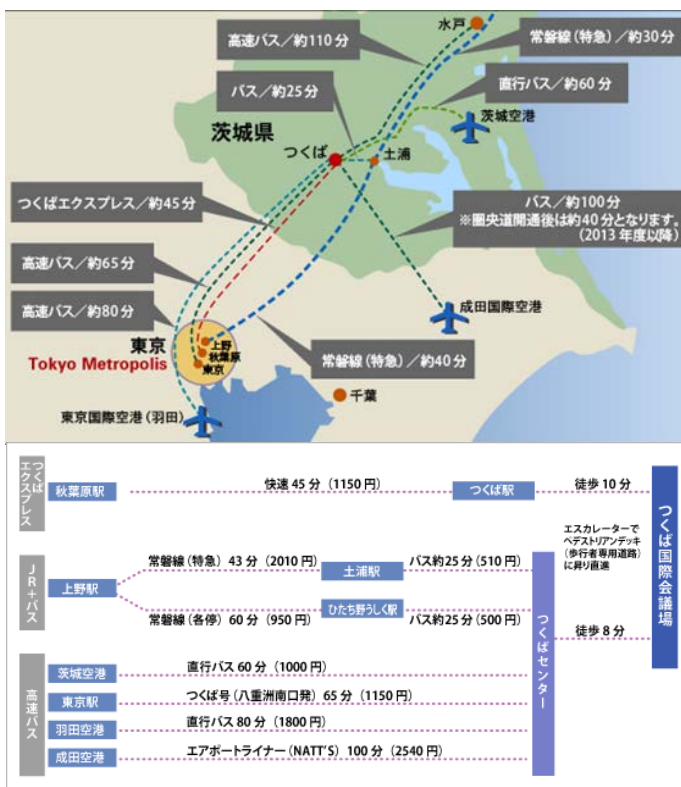 水戸
高速バス／約110分
常磐線(特急)／約30分
バス／約25分
直行バス／約60分
茨城空港
茨城県
つくば
土浦
つくばエクスプレス／約45分
バス／約100分
※圏央道開通後は約40分となります。
(2013年度以降)
高速バス／約65分
高速バス／約80分
成田国際空港
東京
Tokyo Metropolis
上野
秋葉原
東京
常磐線(特急)／約40分
千葉
東京国際空港(羽田)
つくば
エクスプレス
秋葉原駅
快速45分(1150円)
つくば駅
徒歩10分
つくば国際会議場
エスカレーターで
ペデストリアンデッキ
(歩行者専用道路)
に昇り直進
JR+バス
上野駅
常磐線(特急)43分(2010円)
土浦駅
バス約25分(510円)
常磐線(各停)60分(950円)
ひたち野うしく駅
バス約25分(500円)
つくばセンター
徒歩8分
高速バス
茨城空港
直行バス60分(1000円)
東京駅
つくば号(八重洲南口発)65分(1150円)
羽田空港
直行バス80分(1800円)
成田空港
エアポートライナー(NATT'S)100分(2540円)